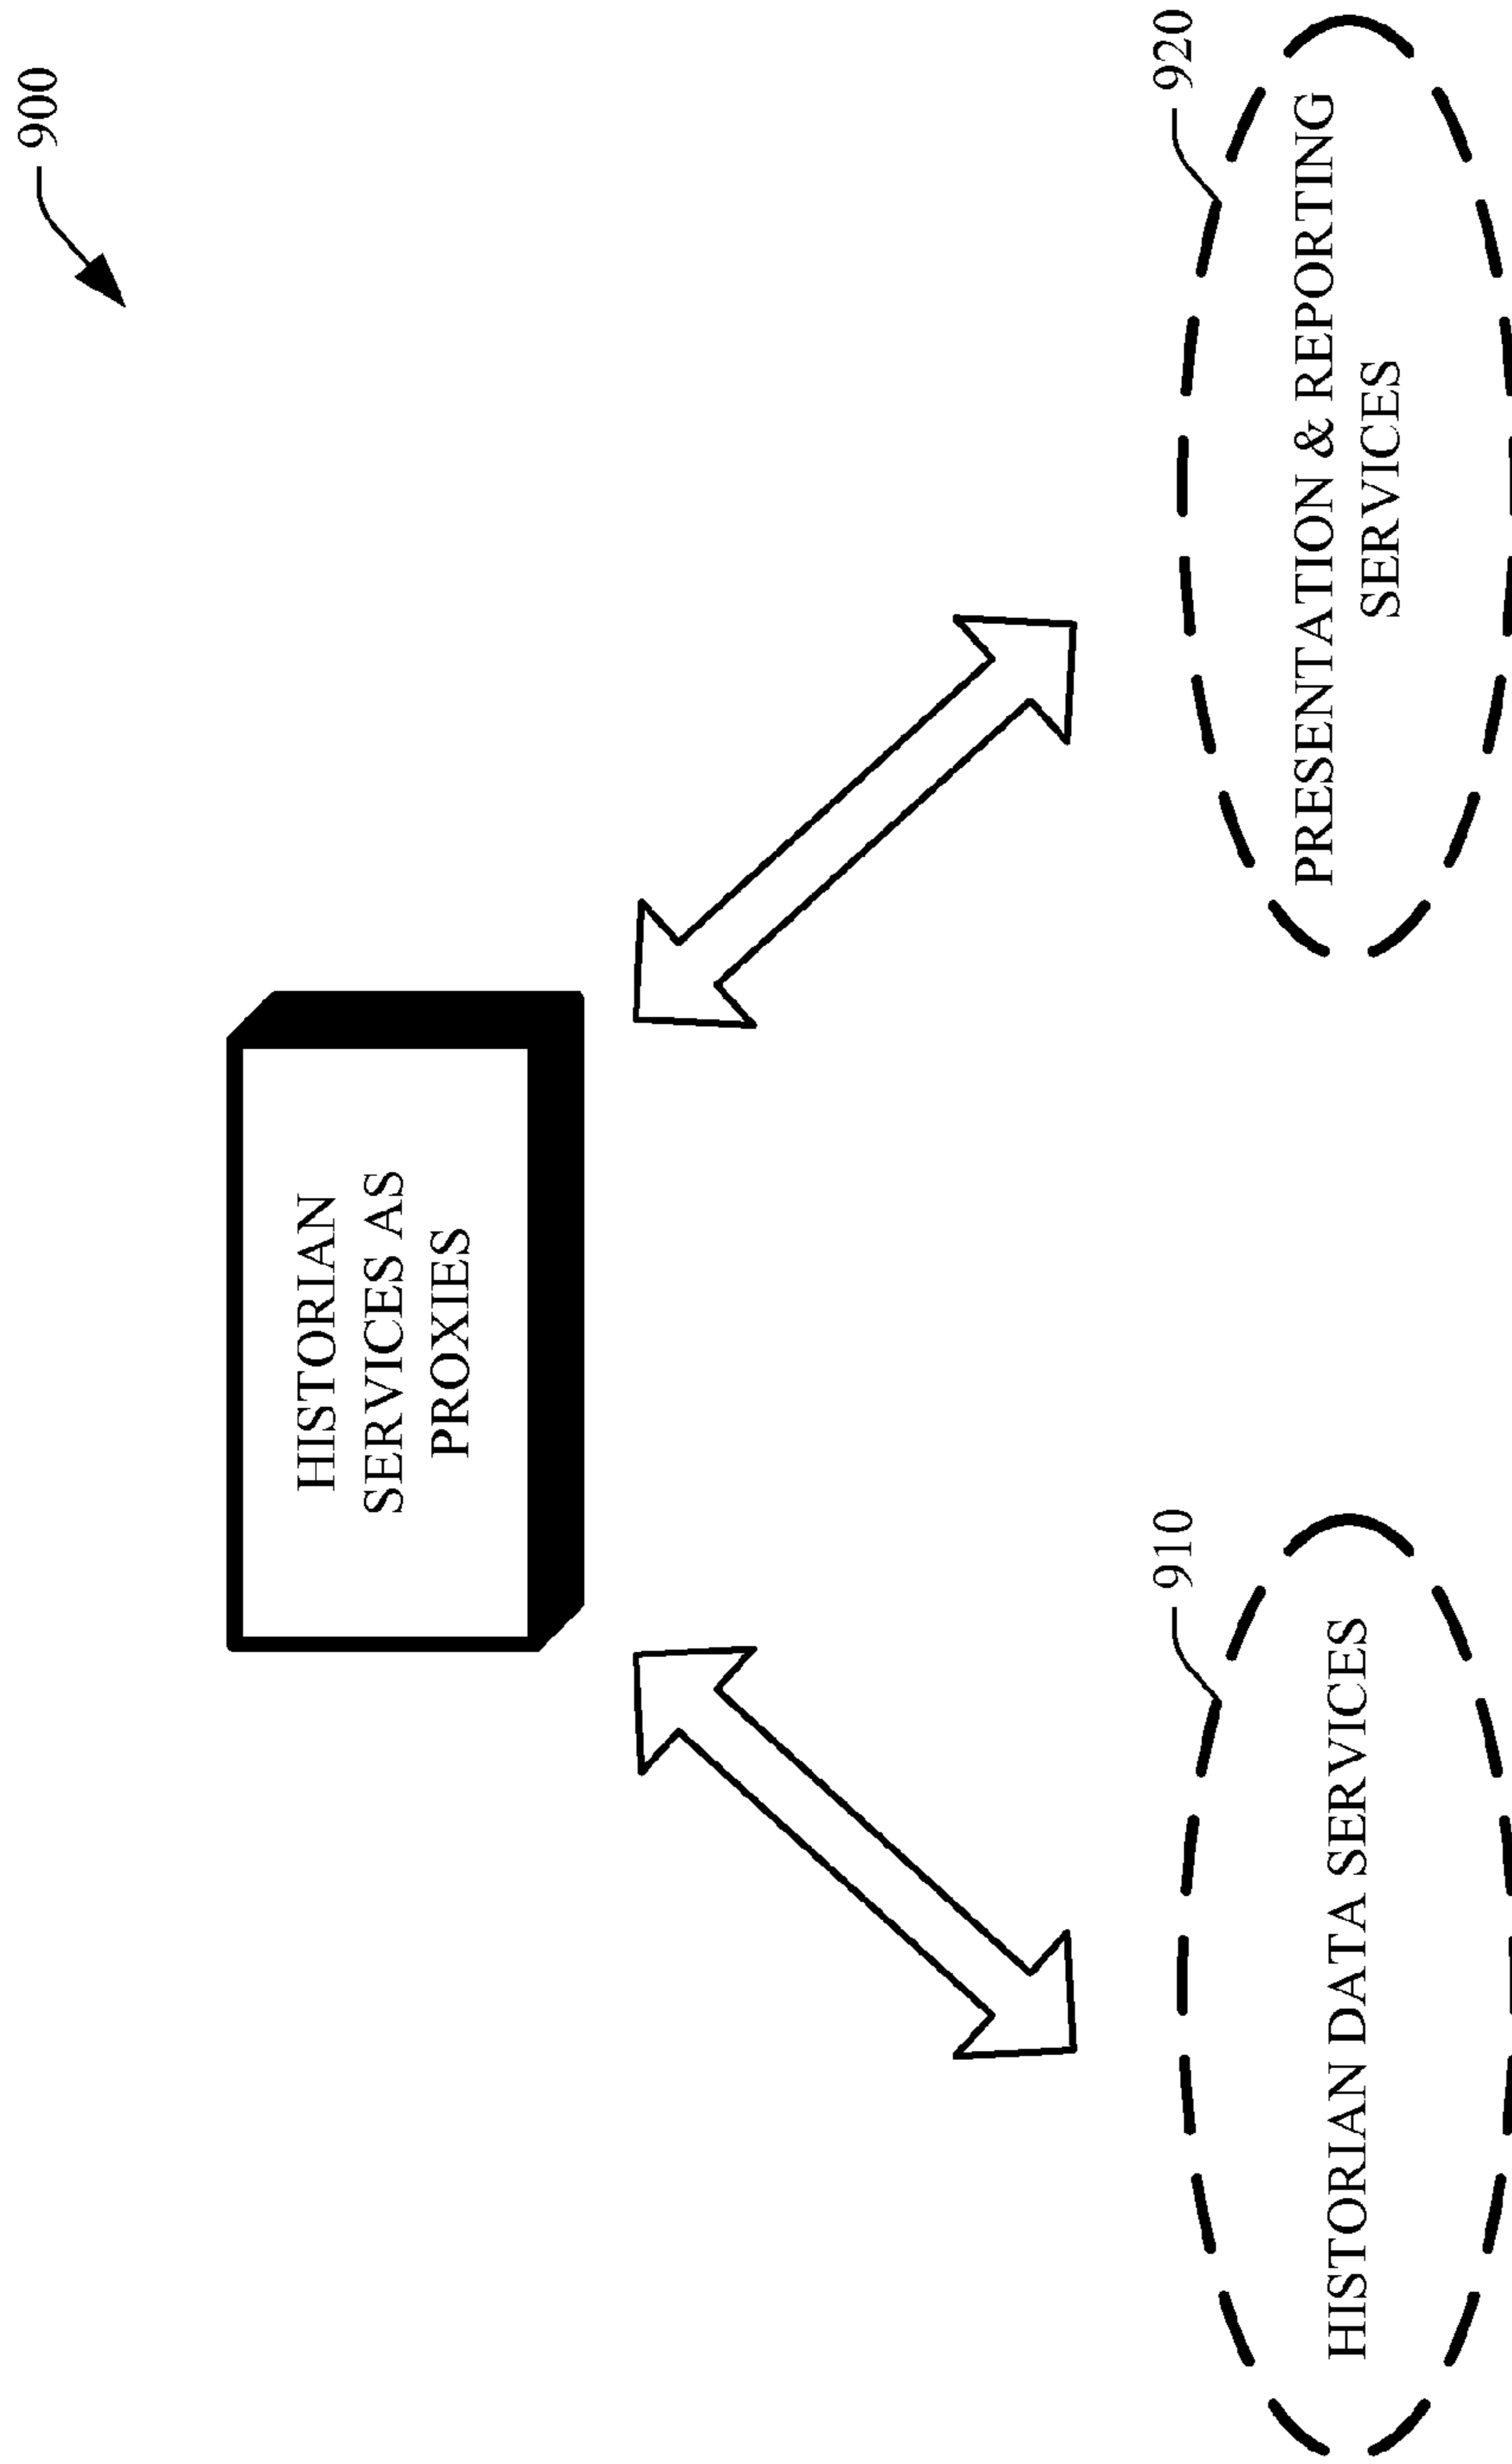 900
HISTORIAN
SERVICES AS
PROXIES
910
HISTORIAN DATA SERVICES
920
PRESENTATION & REPORTING
SERVICES